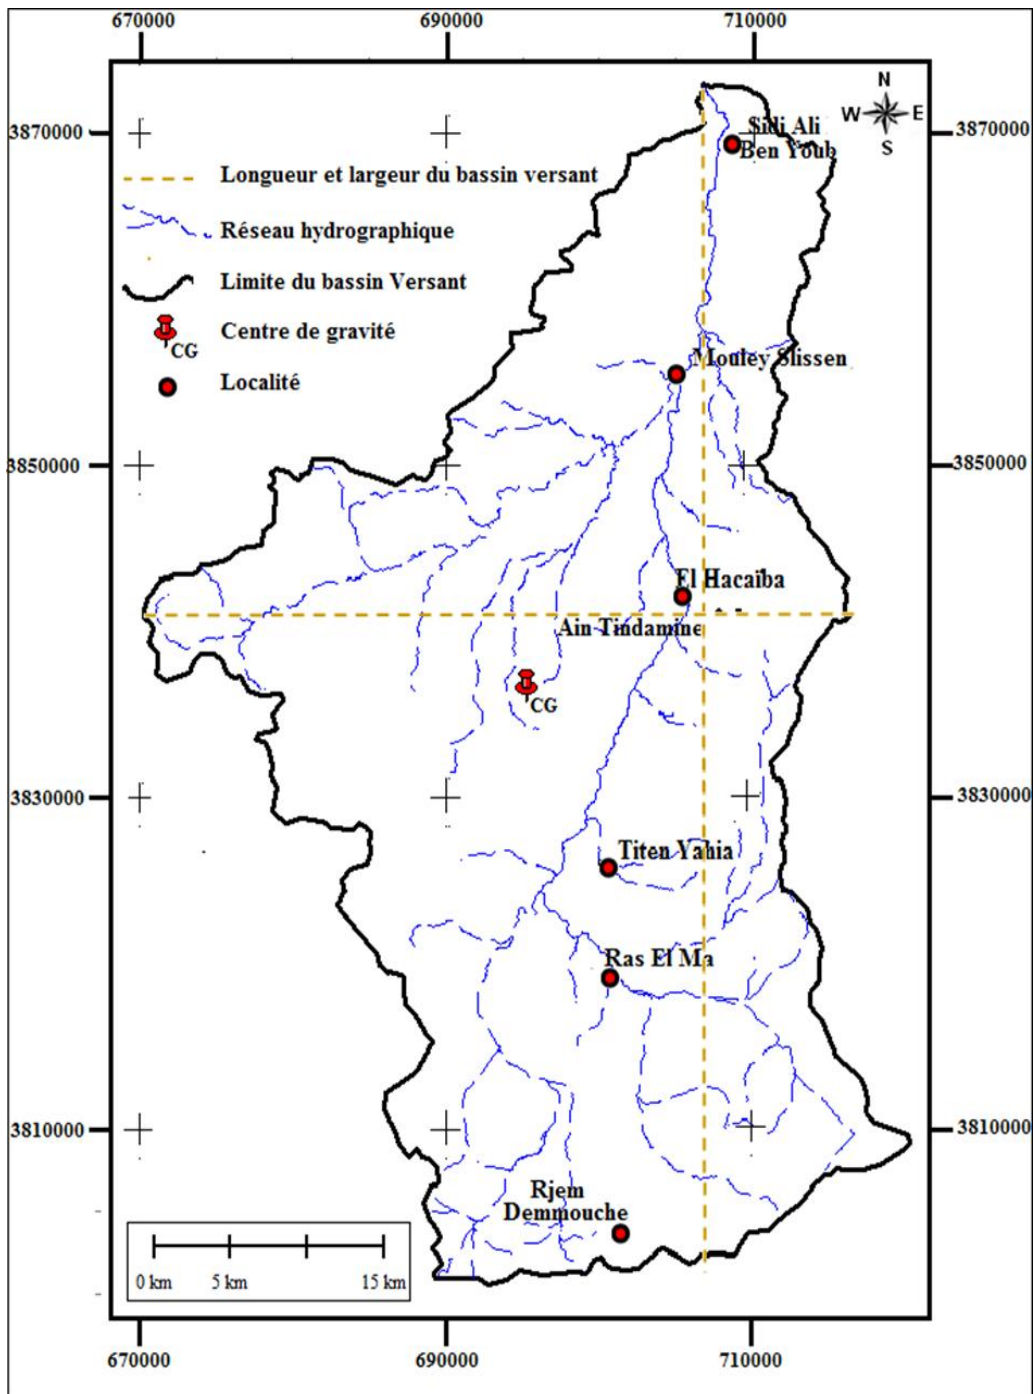 670000 690000 710000
N
W E
S
3870000 3870000
Sidi Ali
Ben Youb
Longueur et largeur du bassin versant
Réseau hydrographique
Limite du bassin Versant
Centre de gravité
CG
Localité
Mouley Slissen
3850000 3850000
El Hacaïba
Ain Tindamine
CG
3830000 3830000
Titen Yahia
Ras El Ma
3810000 3810000
Rjem
Demmouche
0 km 5 km 15 km
670000 690000 710000